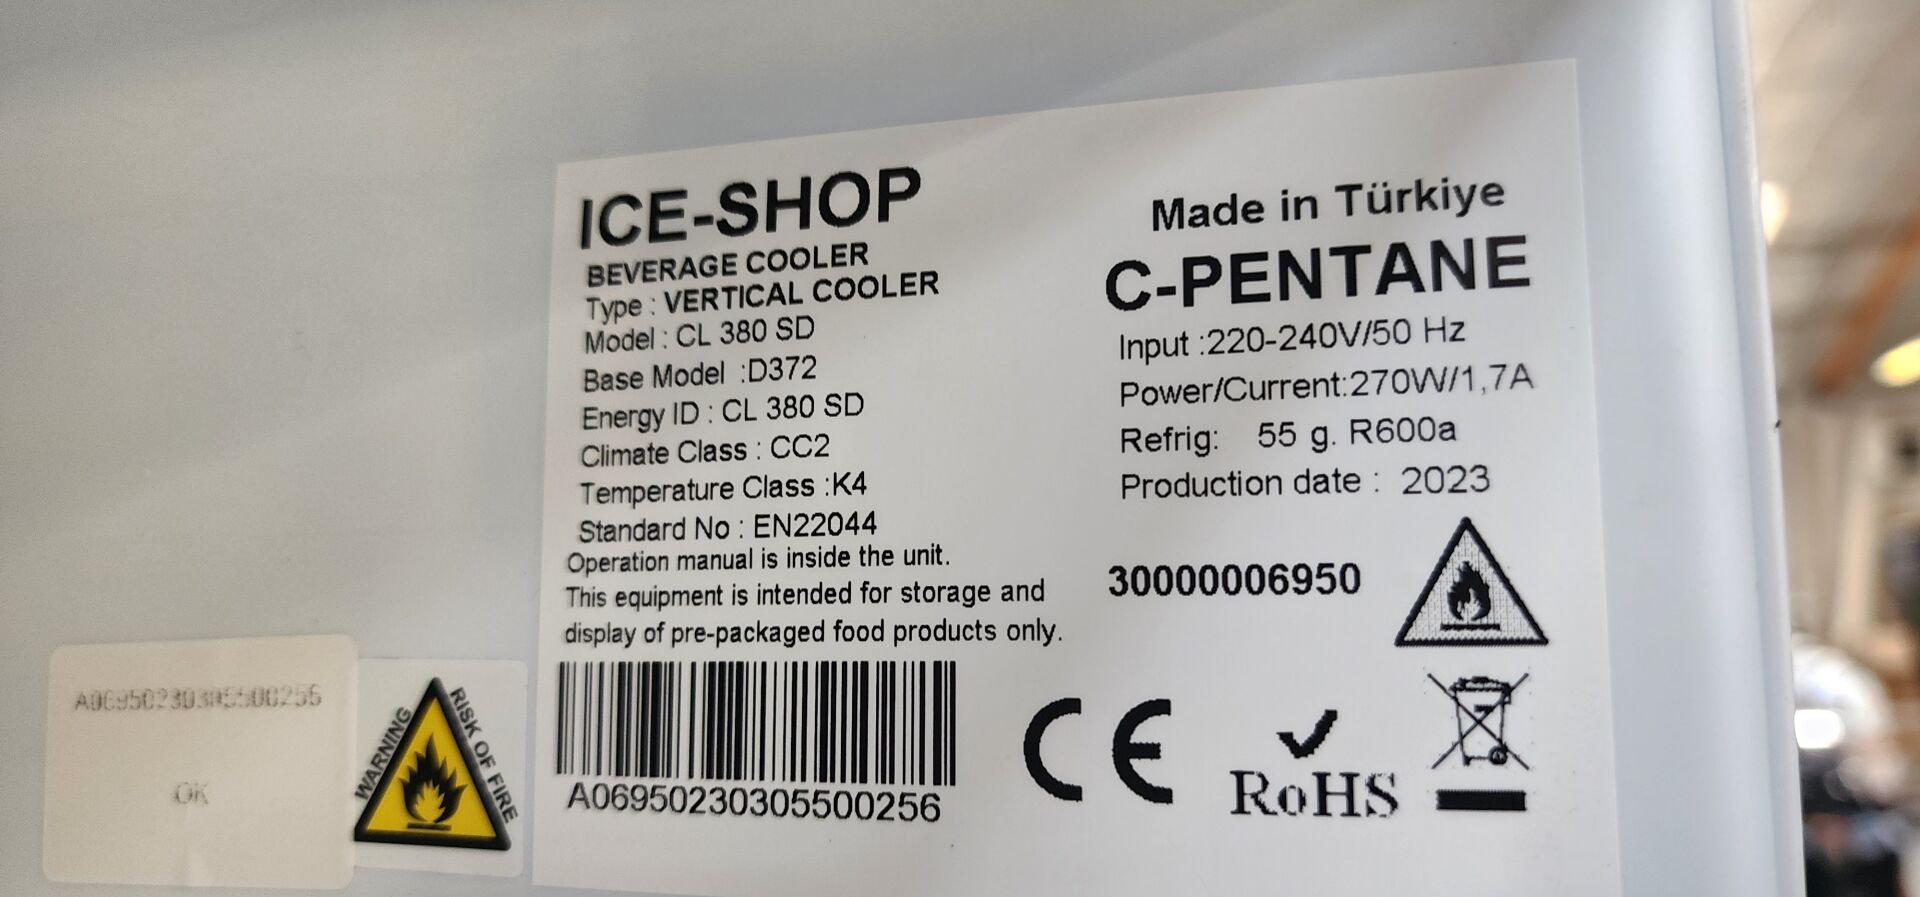 ICE-SHOP
BEVERAGE COOLER
Type : VERTICAL COOLER
Model : CL 380 SD
Base Model :D372
Energy ID : CL 380 SD
Climate Class : CC2
Temperature Class :K4
Standard No : EN22044
Operation manual is inside the unit.
This equipment is intended for storage and
display of pre-packaged food products only.
A06950230305500256
Made in Türkiye
C-PENTANE
Input :220-240V/50 Hz
Power/Current:270W/1,7A
Refrig: 55 g. R600a
Production date : 2023
30000006950
CE
RoHS
OK
WARNING
RISK OF FIRE